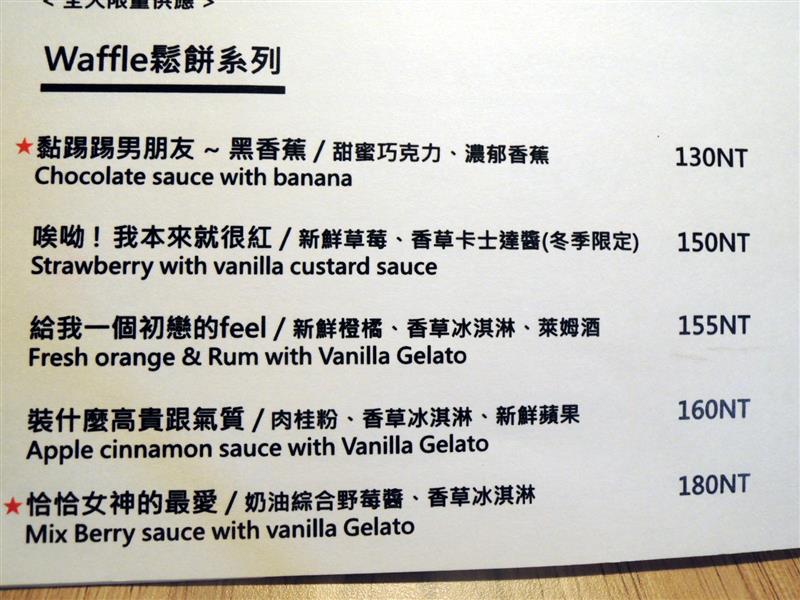 < 全天限量供應 >
Waffle鬆餅系列
★黏踢踢男朋友 ~ 黑香蕉 / 甜蜜巧克力、濃郁香蕉 130NT
Chocolate sauce with banana
唉呦！我本來就很紅 / 新鮮草莓、香草卡士達醬(冬季限定) 150NT
Strawberry with vanilla custard sauce
給我一個初戀的feel / 新鮮橙橘、香草冰淇淋、萊姆酒 155NT
Fresh orange & Rum with Vanilla Gelato
裝什麼高貴跟氣質 / 肉桂粉、香草冰淇淋、新鮮蘋果 160NT
Apple cinnamon sauce with Vanilla Gelato
★恰恰女神的最愛 / 奶油綜合野莓醬、香草冰淇淋 180NT
Mix Berry sauce with vanilla Gelato